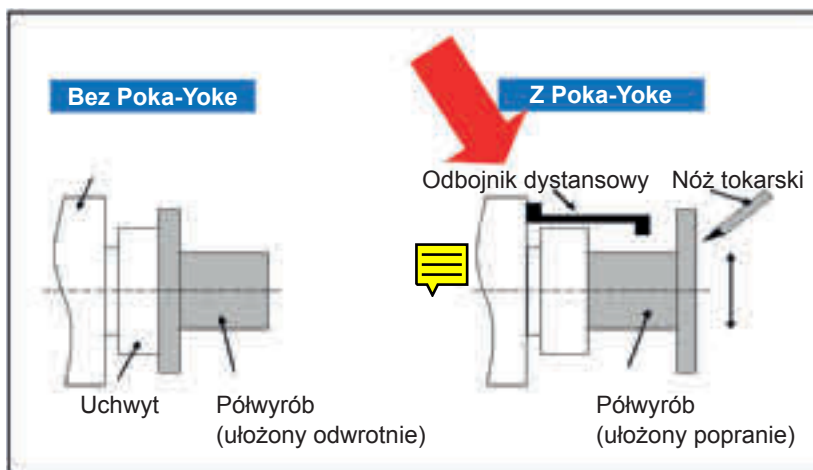 Bez Poka-Yoke
Z Poka-Yoke
Odbojnik dystansowy
Nóż tokarski
Uchwyt
Półwyrób
(ułożony odwrotnie)
Półwyrób
(ułożony popranie)